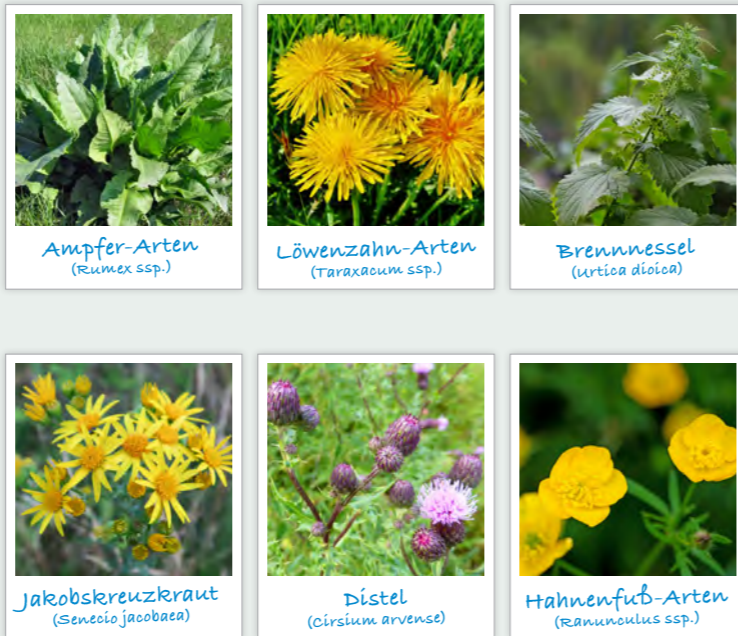 Ampfer-Arten
(Rumex ssp.)
Löwenzahn-Arten
(Taraxacum ssp.)
Brennnessel
(Urtica dioica)
Jakobskreuzkraut
(Senecio jacobaea)
Distel
(Cirsium arvense)
Hahnenfuß-Arten
(Ranunculus ssp.)